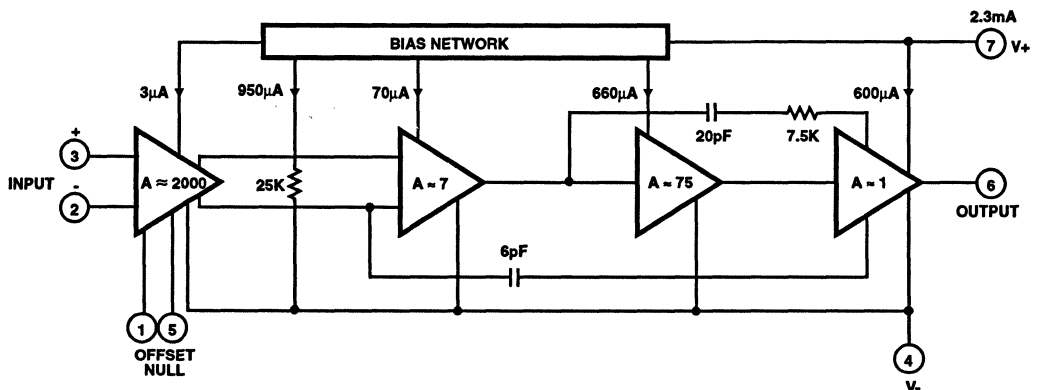 2.3mA
BIAS NETWORK
7 V+
3µA
950µA
70µA
660µA
600µA
20pF
7.5K
+
3
INPUT
-
2
A ≈ 2000
25K
A ≈ 7
A ≈ 75
A ≈ 1
6
OUTPUT
6pF
1 5
OFFSET
NULL
4
V-